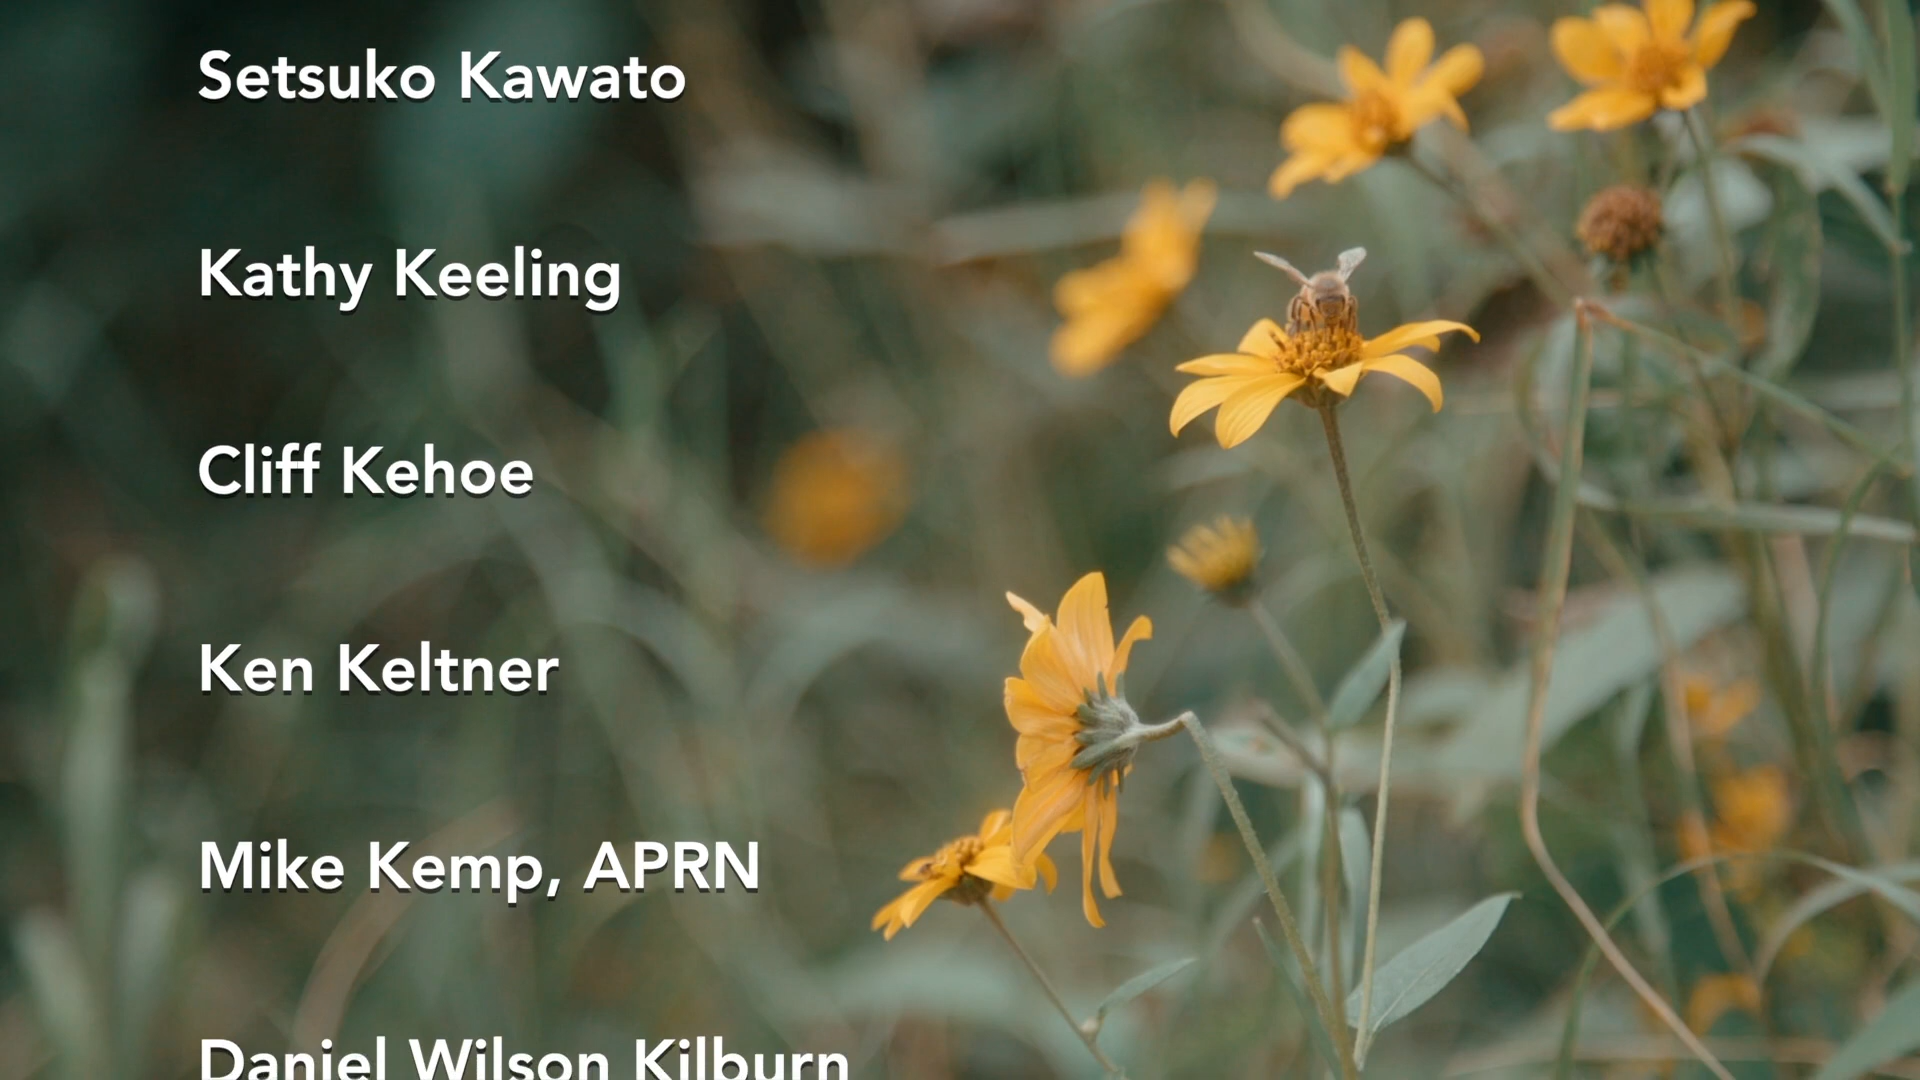 Setsuko Kawato
Kathy Keeling
Cliff Kehoe
Ken Keltner
Mike Kemp, APRN
Daniel Wilson Kilburn